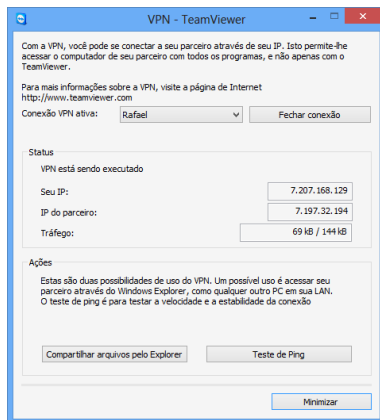 VPN - TeamViewer
Com a VPN, você pode se conectar a seu parceiro através de seu IP. Isto permite-lhe
acessar o computador de seu parceiro com todos os programas, e não apenas com o
TeamViewer.
Para mais informações sobre a VPN, visite a página de Internet
http://www.teamviewer.com
Conexão VPN ativa:
Rafael
Fechar conexão
Status
VPN está sendo executado
Seu IP:
7.207.168.129
IP do parceiro:
7.197.32.194
Tráfego:
69 kB / 144 kB
Ações
Estas são duas possibilidades de uso do VPN. Um possível uso é acessar seu
parceiro através do Windows Explorer, como qualquer outro PC em sua LAN.
O teste de ping é para testar a velocidade e a estabilidade da conexão
Compartilhar arquivos pelo Explorer
Teste de Ping
Minimizar